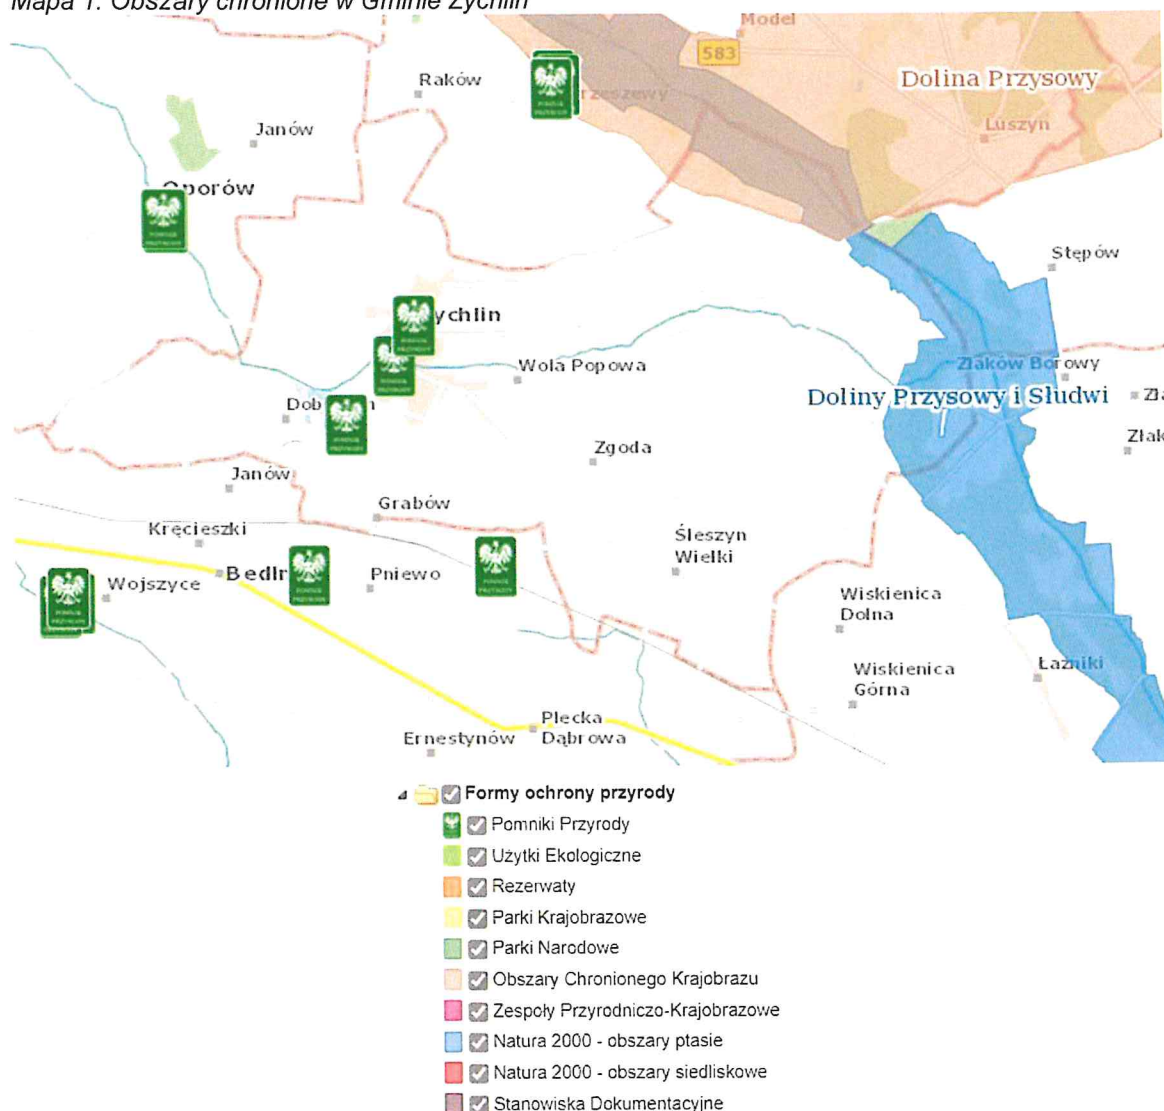 Mapa 1. Obszary chronione w Gminie Żychlin
Model
583
Raków
Dolina Przysowy
Janów
Luszyn
Oporów
Stępów
Wola Popowa
Złaków Borowy
Doliny Przysowy i Słudwi
Zgoda
Janów
Grabów
Kręcieszki
Śleszyn
Wielki
Wojszyce
Pniewo
Wiskienica
Dolna
Wiskienica
Górna
Łaźniki
Plecka
Dąbrowa
Ernestynów
Formy ochrony przyrody
Pomniki Przyrody
Użytki Ekologiczne
Rezerwaty
Parki Krajobrazowe
Parki Narodowe
Obszary Chronionego Krajobrazu
Zespoły Przyrodniczo-Krajobrazowe
Natura 2000 - obszary ptasie
Natura 2000 - obszary siedliskowe
Stanowiska Dokumentacyjne